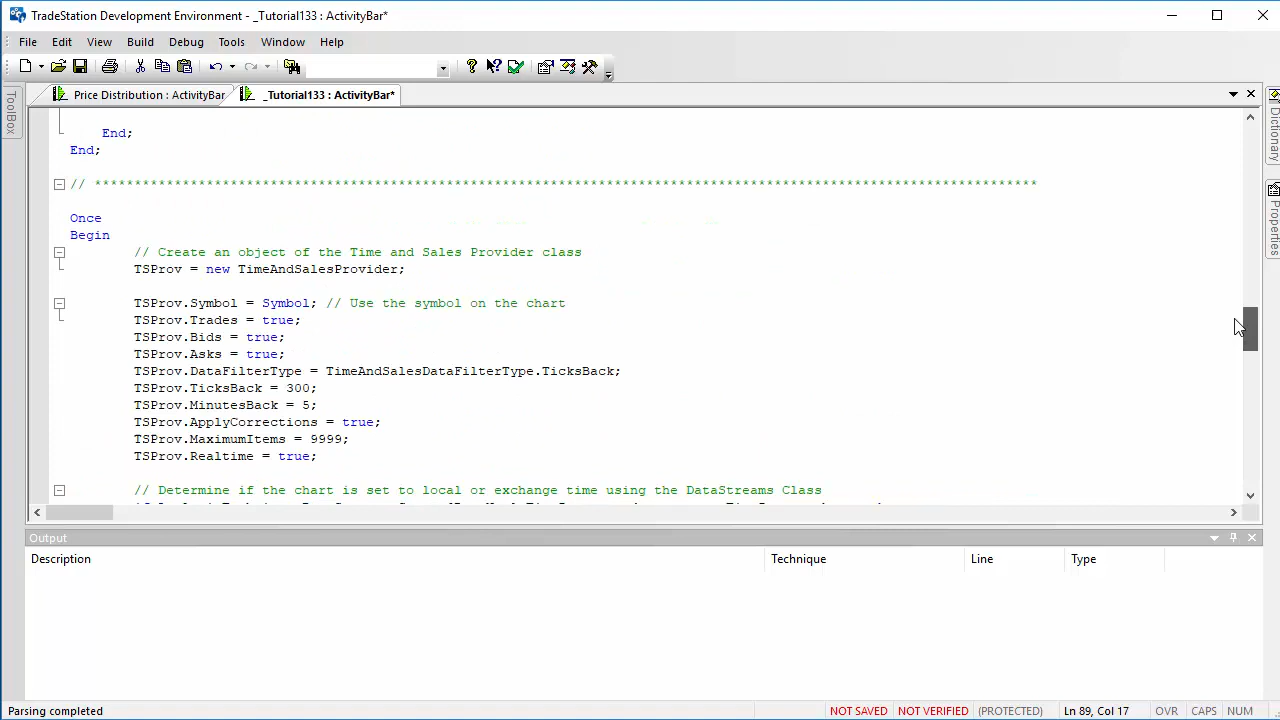 TradeStation Development Environment - _Tutorial133 : ActivityBar*
File Edit View Build Debug Tools Window Help
ToolBox
Price Distribution : ActivityBar
_Tutorial133 : ActivityBar*
Dictionary
Properties
End;
End;
// **********************************************************************************************************************
Once
Begin
// Create an object of the Time and Sales Provider class
TSProv = new TimeAndSalesProvider;
TSProv.Symbol = Symbol; // Use the symbol on the chart
TSProv.Trades = true;
TSProv.Bids = true;
TSProv.Asks = true;
TSProv.DataFilterType = TimeAndSalesDataFilterType.TicksBack;
TSProv.TicksBack = 300;
TSProv.MinutesBack = 5;
TSProv.ApplyCorrections = true;
TSProv.MaximumItems = 9999;
TSProv.Realtime = true;
// Determine if the chart is set to local or exchange time using the DataStreams Class
Output
Description Technique Line Type
Parsing completed NOT SAVED NOT VERIFIED (PROTECTED) Ln 89, Col 17 OVR CAPS NUM